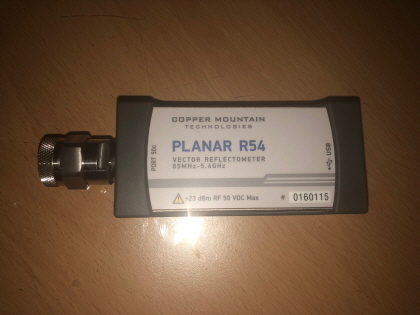 COPPER MOUNTAIN
TECHNOLOGIES
PLANAR R54
VECTOR REFLECTOMETER
85MHz-5.4GHz
PORT 50Ω
USB
+23 dBm RF 50 VDC Max
# 0160115